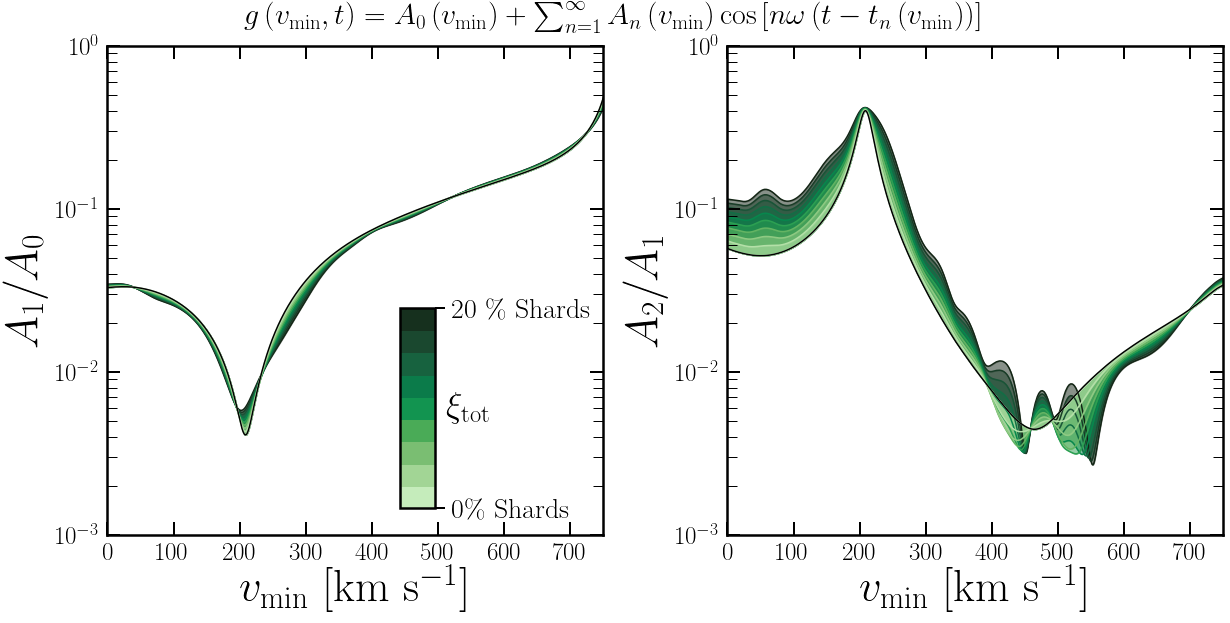 g (v_min, t) = A_0 (v_min) + ∑_{n=1}^{∞} A_n (v_min) cos [nω (t − t_n (v_min))]
10^0
10^−1
10^−2
10^−3
A_1/A_0
0 100 200 300 400 500 600 700
v_min [km s^−1]
20 % Shards
ξ_tot
0% Shards
10^0
10^−1
10^−2
10^−3
A_2/A_1
0 100 200 300 400 500 600 700
v_min [km s^−1]